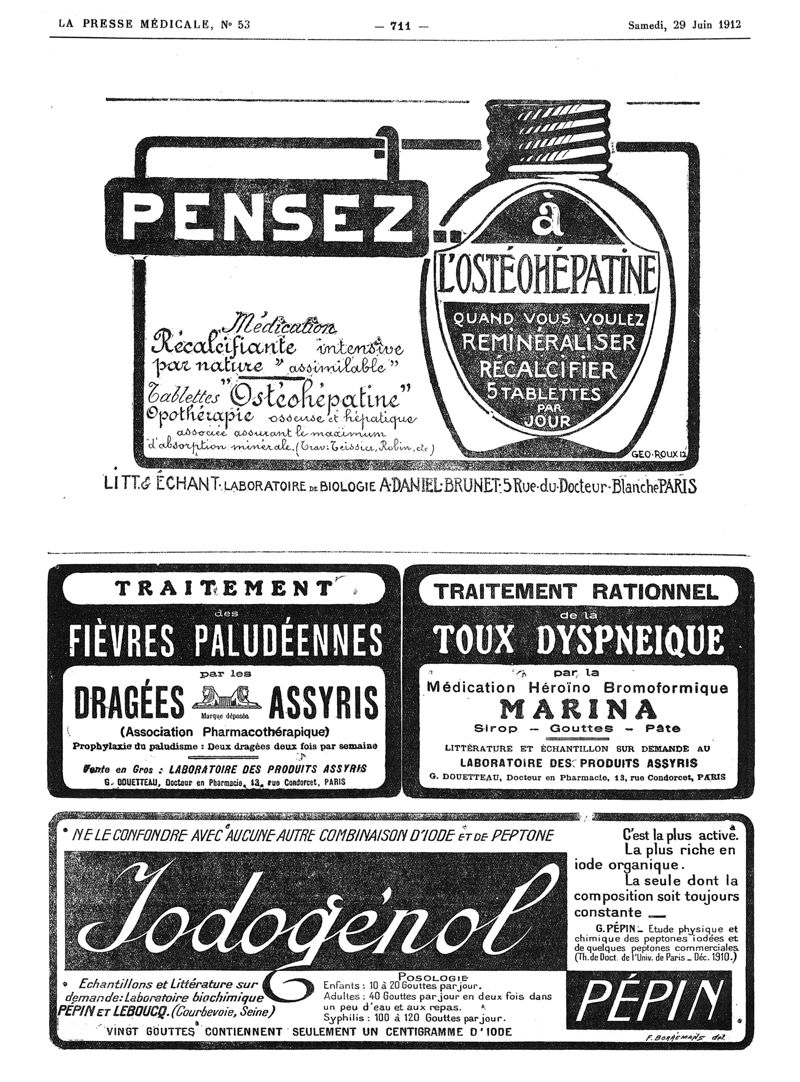 LA PRESSE MÉDICALE, N° 53
— 711 —
Samedi, 29 Juin 1912
PENSEZ
à
L'OSTÉOHÉPATINE
QUAND VOUS VOULEZ
REMINÉRALISER
RÉCALCIFIER
5 TABLETTES
PAR
JOUR
Médication
Récalcifiante intensive
par nature "assimilable"
Tablettes "Ostéohépatine"
Opothérapie osseuse et hépatique
associée assurant le maximum
d'absorption minérale, (Trav: Teissier, Robin, etc)
GEO-ROUX 12
LITT. & ÉCHANT. LABORATOIRE DE BIOLOGIE A. DANIEL-BRUNET. 5 Rue du Docteur-Blanche PARIS
TRAITEMENT
des
FIÈVRES PALUDÉENNES
par les
DRAGÉES ASSYRIS
Marque déposée
(Association Pharmacothérapique)
Prophylaxie du paludisme : Deux dragées deux fois par semaine
Vente en Gros : LABORATOIRE DES PRODUITS ASSYRIS
G. DOUETTEAU, Docteur en Pharmacie, 13, rue Condorcet, PARIS
TRAITEMENT RATIONNEL
de la
TOUX DYSPNEIQUE
par la
Médication Héroïno Bromoformique
MARINA
Sirop — Gouttes — Pâte
LITTÉRATURE ET ÉCHANTILLON SUR DEMANDE AU
LABORATOIRE DES PRODUITS ASSYRIS
G. DOUETTEAU, Docteur en Pharmacie, 13, rue Condorcet, PARIS
NE LE CONFONDRE AVEC AUCUNE AUTRE COMBINAISON D'IODE ET DE PEPTONE
Iodogénol
C'est la plus active.
La plus riche en
iode organique.
La seule dont la
composition soit toujours
constante —
G. PÉPIN — Etude physique et
chimique des peptones iodées et
de quelques peptones commerciales
(Th. de Doct. de l'Univ. de Paris — Déc. 1910.)
PÉPIN
Echantillons et Littérature sur
demande: Laboratoire biochimique
PÉPIN ET LEBOUCQ. (Courbevoie, Seine)
POSOLOGIE
Enfants : 10 à 20 Gouttes par jour.
Adultes : 40 Gouttes par jour en deux fois dans
un peu d'eau et aux repas.
Syphilis : 100 à 120 Gouttes par jour.
VINGT GOUTTES CONTIENNENT SEULEMENT UN CENTIGRAMME D'IODE
F. BORREMANS del.